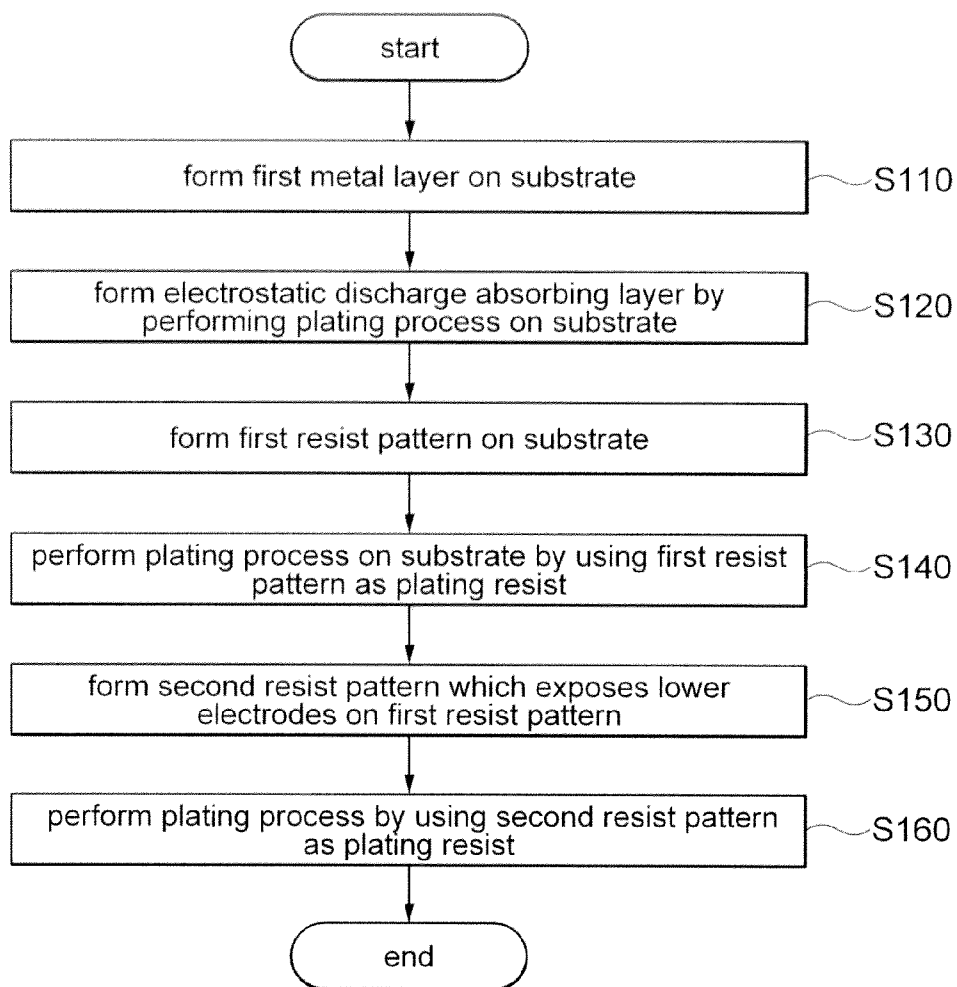 start
form first metal layer on substrate
S110
form electrostatic discharge absorbing layer by
performing plating process on substrate
S120
form first resist pattern on substrate
S130
perform plating process on substrate by using first resist
pattern as plating resist
S140
form second resist pattern which exposes lower
electrodes on first resist pattern
S150
perform plating process by using second resist pattern
as plating resist
S160
end